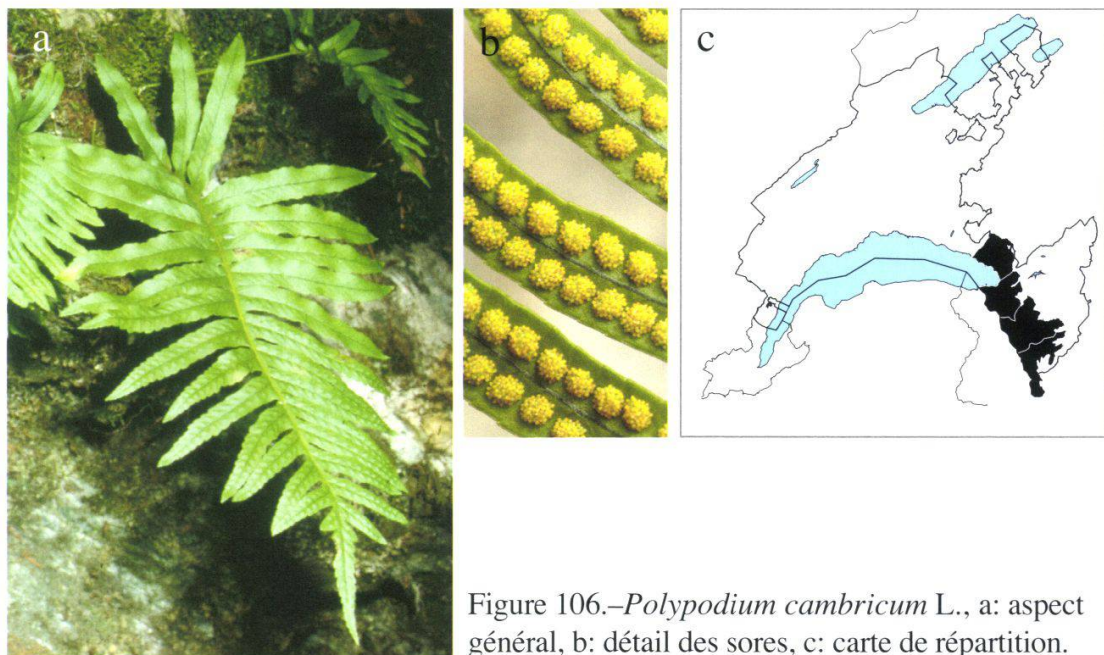 a
b
c
Figure 106.–Polypodium cambricum L., a: aspect
général, b: détail des sores, c: carte de répartition.